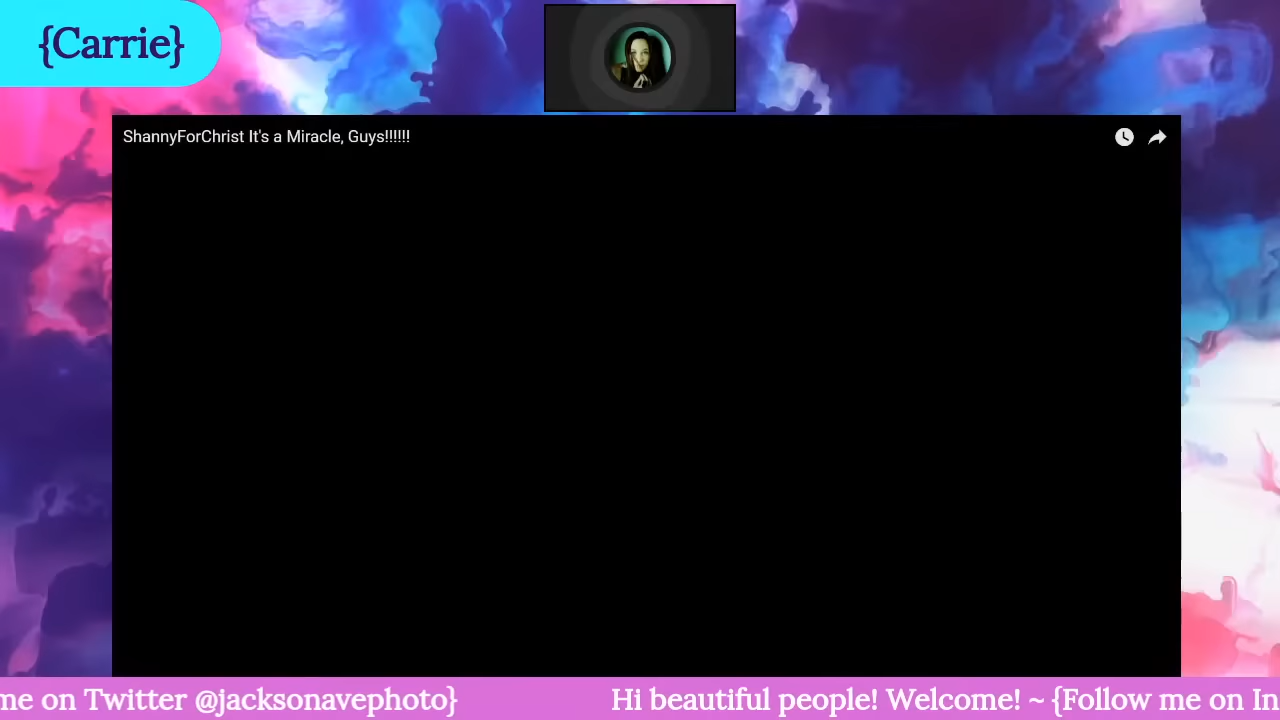 {Carrie}
ShannyForChrist It's a Miracle, Guys!!!!!!
me on Twitter @jacksonavephoto} Hi beautiful people! Welcome! ~ {Follow me on In